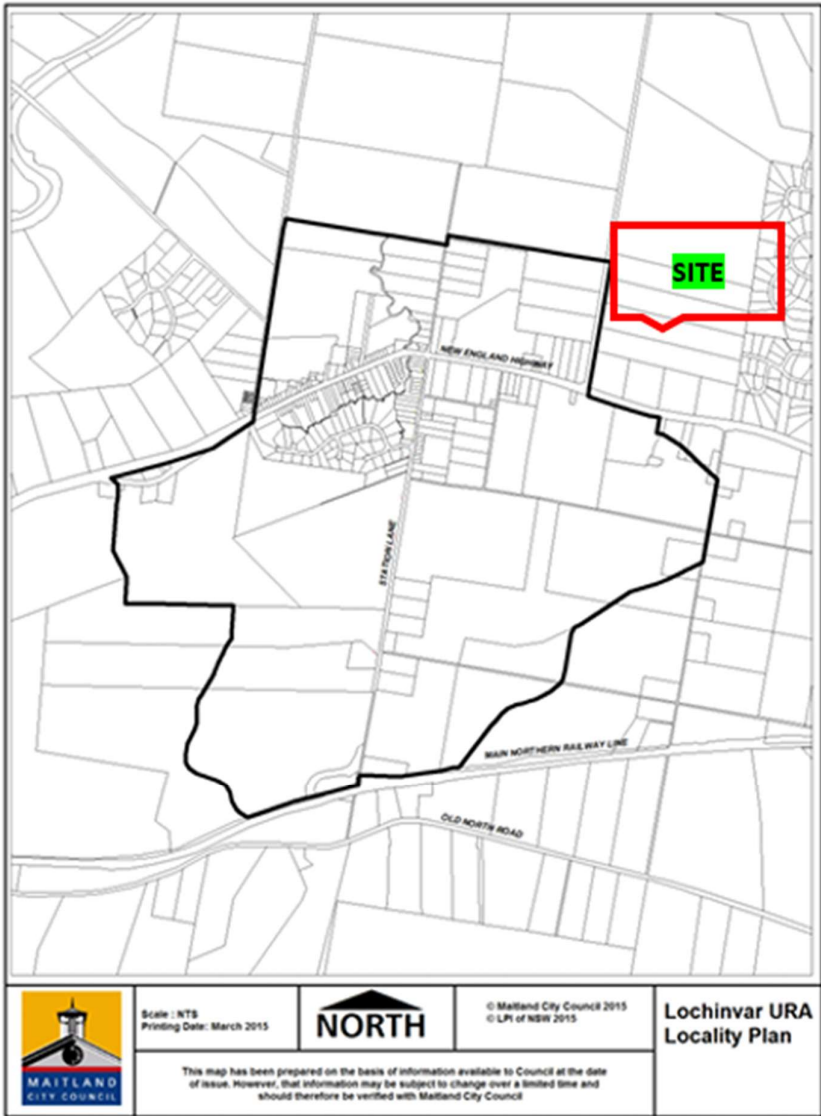 SITE
NEW ENGLAND HIGHWAY
STATION LANE
MAIN NORTHERN RAILWAY LINE
OLD NORTH ROAD
MAITLAND
CITY COUNCIL
Scale : NTS
Printing Date: March 2015
NORTH
© Maitland City Council 2015
© LPI of NSW 2015
Lochinvar URA
Locality Plan
This map has been prepared on the basis of information available to Council at the date
of issue. However, that information may be subject to change over a limited time and
should therefore be verified with Maitland City Council